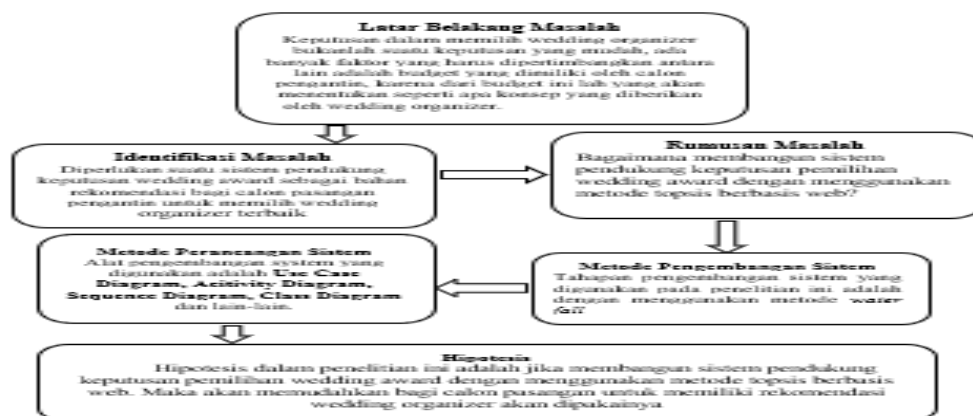 Latar Belakang Masalah
Keputusan dalam memilih wedding organizer
bukanlah suatu keputusan yang mudah, ada
banyak faktor yang harus dipertimbangkan antara
lain adalah budget yang dimiliki oleh calon
pengantin, karena dari budget ini lah yang akan
menentukan seperti apa konsep yang diberikan
oleh wedding organizer.
Identifikasi Masalah
Diperlukan suatu sistem pendukung
keputusan wedding award sebagai bahan
rekomendasi bagi calon pasangan
pengantin untuk memilih wedding
organizer terbaik
Rumusan Masalah
Bagaimana membangun sistem
pendukung keputusan pemilihan
wedding award dengan menggunakan
metode topsis berbasis web?
Metode Perancangan Sistem
Alat pengembangan system yang
digunakan adalah Use Case
Diagram, Acitivity Diagram,
Sequence Diagram, Class Diagram
dan lain-lain.
Metode Pengembangan Sistem
Tahapan pengembangan sistem yang
digunakan pada penelitian ini adalah
dengan menggunakan metode water
fall
Hipotesis
Hipotesis dalam penelitian ini adalah jika membangun sistem pendukung
keputusan pemilihan wedding award dengan menggunakan metode topsis berbasis
web. Maka akan memudahkan bagi calon pasangan untuk memiliki rekomendasi
wedding organizer akan dipakainya